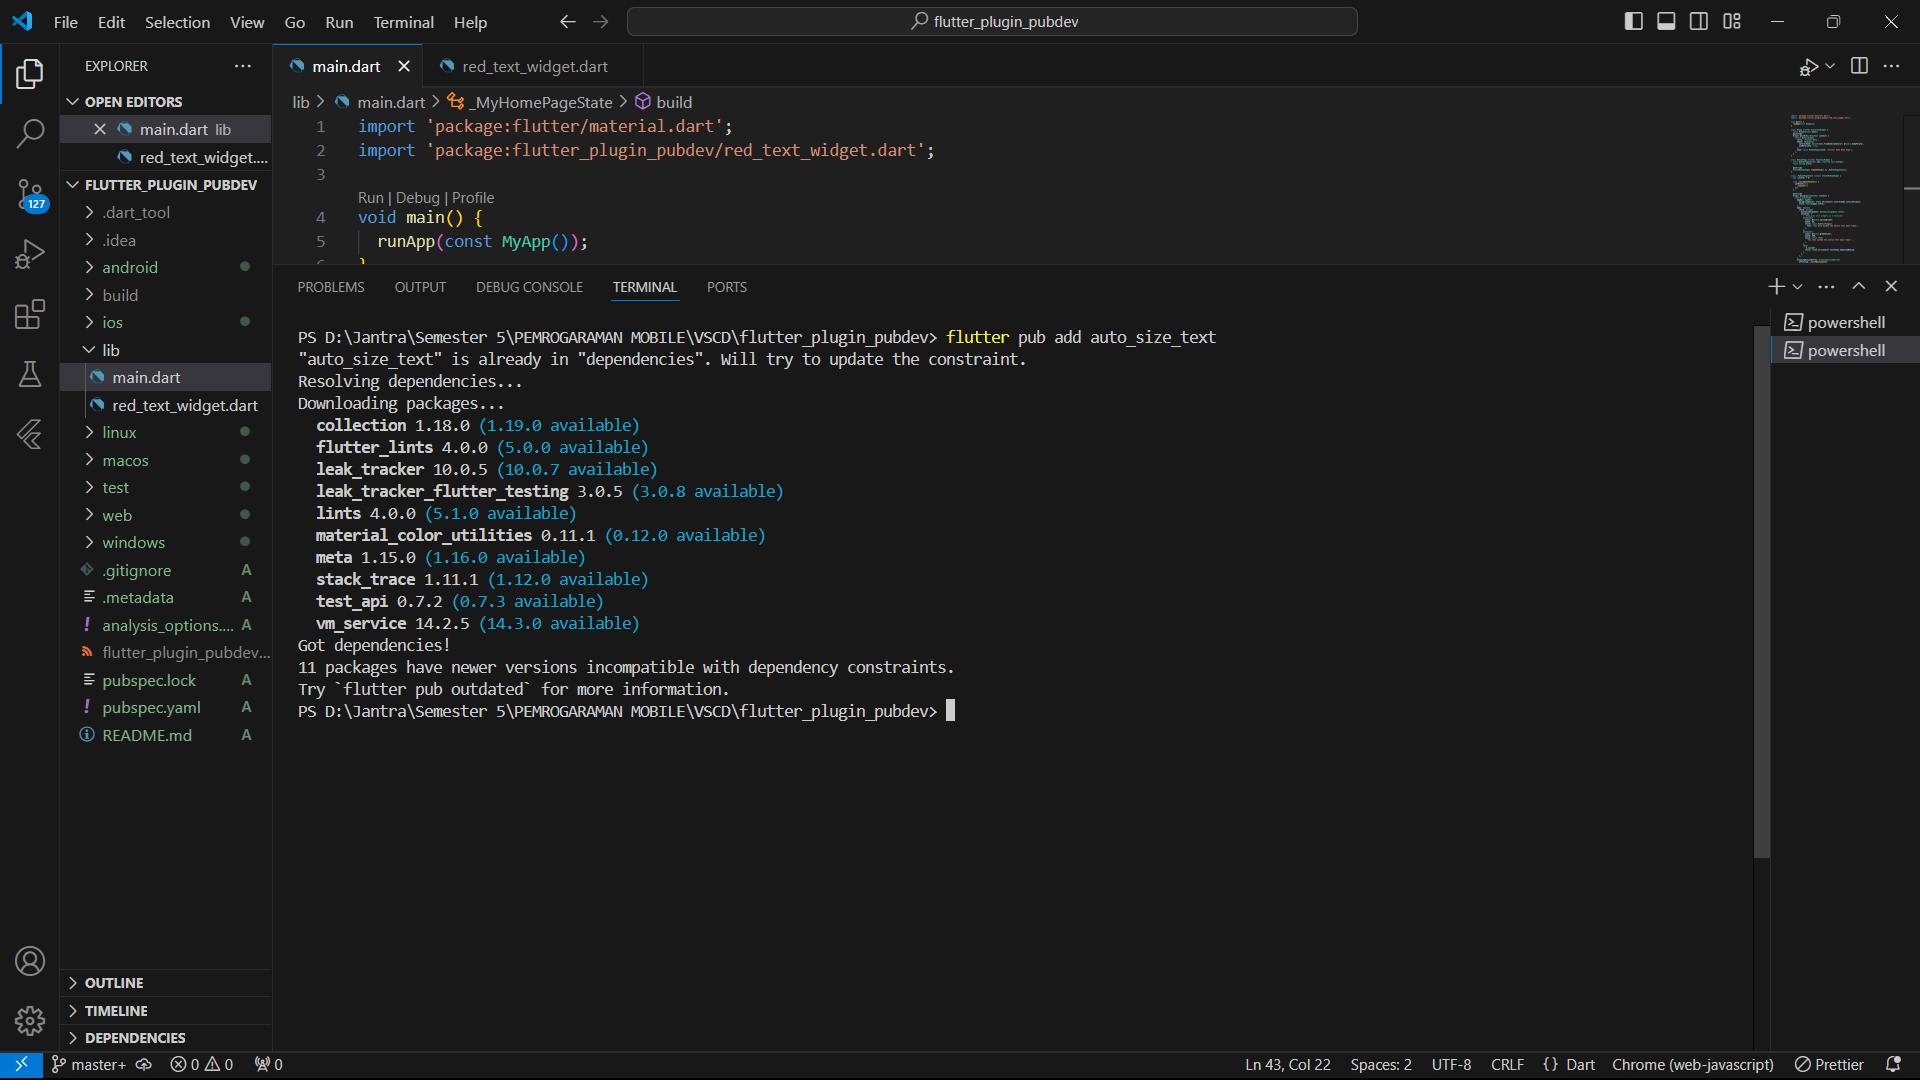 File Edit Selection View Go Run Terminal Help
flutter_plugin_pubdev
EXPLORER
OPEN EDITORS
main.dart lib
red_text_widget....
FLUTTER_PLUGIN_PUBDEV
.dart_tool
.idea
android
build
ios
lib
main.dart
red_text_widget.dart
linux
macos
test
web
windows
.gitignore A
.metadata A
analysis_options.... A
flutter_plugin_pubdev...
pubspec.lock A
pubspec.yaml A
README.md A
OUTLINE
TIMELINE
DEPENDENCIES
127
main.dart
red_text_widget.dart
lib > main.dart > _MyHomePageState > build
1 import 'package:flutter/material.dart';
2 import 'package:flutter_plugin_pubdev/red_text_widget.dart';
3
Run | Debug | Profile
4 void main() {
5 runApp(const MyApp());
6 }
PROBLEMS OUTPUT DEBUG CONSOLE TERMINAL PORTS
PS D:\Jantra\Semester 5\PEMROGARAMAN MOBILE\VSCD\flutter_plugin_pubdev> flutter pub add auto_size_text
"auto_size_text" is already in "dependencies". Will try to update the constraint.
Resolving dependencies...
Downloading packages...
collection 1.18.0 (1.19.0 available)
flutter_lints 4.0.0 (5.0.0 available)
leak_tracker 10.0.5 (10.0.7 available)
leak_tracker_flutter_testing 3.0.5 (3.0.8 available)
lints 4.0.0 (5.1.0 available)
material_color_utilities 0.11.1 (0.12.0 available)
meta 1.15.0 (1.16.0 available)
stack_trace 1.11.1 (1.12.0 available)
test_api 0.7.2 (0.7.3 available)
vm_service 14.2.5 (14.3.0 available)
Got dependencies!
11 packages have newer versions incompatible with dependency constraints.
Try `flutter pub outdated` for more information.
PS D:\Jantra\Semester 5\PEMROGARAMAN MOBILE\VSCD\flutter_plugin_pubdev>
powershell
powershell
master+ 0 0 0
Ln 43, Col 22 Spaces: 2 UTF-8 CRLF {} Dart Chrome (web-javascript) Prettier